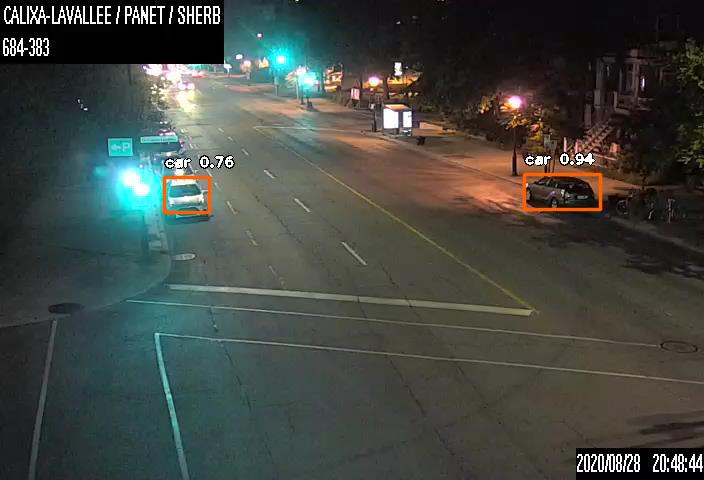 CALIXA-LAVALLEE / PANET / SHERB
684-383
P
car 0.76
car 0.94
2020/08/28 20:48:44